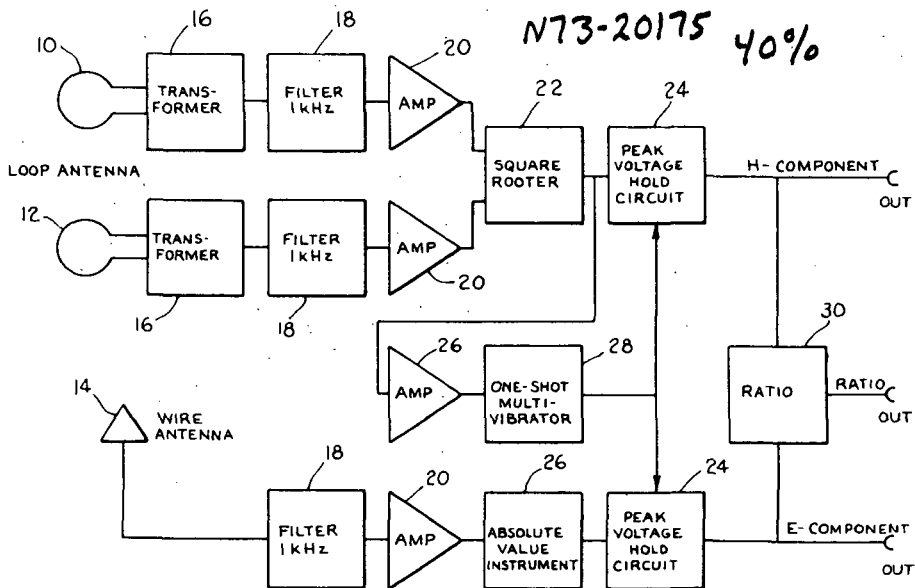 N73-20175
40%
10
16
18
20
22
24
TRANS-
FORMER
FILTER
1kHz
AMP
SQUARE
ROOTER
PEAK
VOLTAGE
HOLD
CIRCUIT
H-COMPONENT
OUT
LOOP ANTENNA
12
TRANS-
FORMER
FILTER
1kHz
AMP
20
16
18
26
28
30
AMP
ONE-SHOT
MULTI-
VIBRATOR
RATIO
RATIO
OUT
14
WIRE
ANTENNA
18
20
26
24
FILTER
1kHz
AMP
ABSOLUTE
VALUE
INSTRUMENT
PEAK
VOLTAGE
HOLD
CIRCUIT
E-COMPONENT
OUT